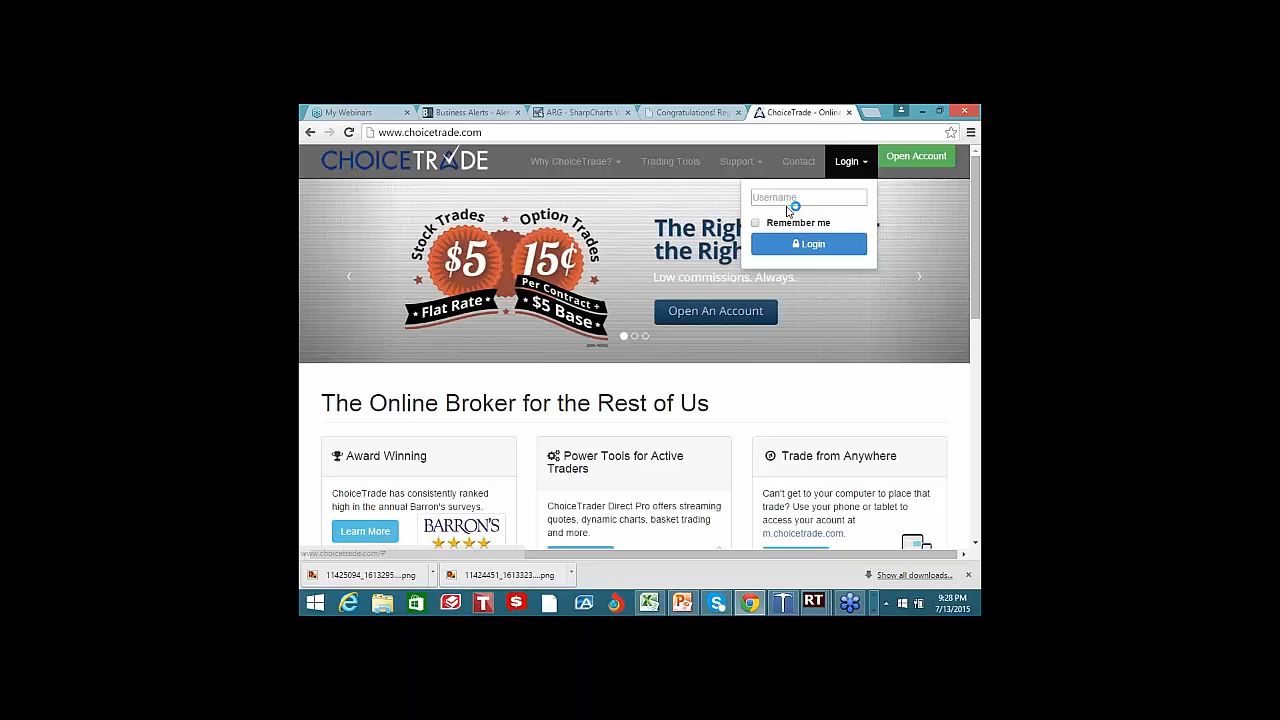 My Webinars
Business Alerts - Aler
ARG - SharpCharts W
Congratulations! Reg
ChoiceTrade - Online
www.choicetrade.com
CHOICETRADE
Why ChoiceTrade?
Trading Tools
Support
Contact
Login
Open Account
Username
Remember me
Login
Stock Trades
$5
Flat Rate
Option Trades
15¢
Per Contract +
$5 Base
The Righ
the Righ
Low commissions. Always.
Open An Account
The Online Broker for the Rest of Us
Award Winning
ChoiceTrade has consistently ranked
high in the annual Barron's surveys.
Learn More
BARRON'S
Power Tools for Active
Traders
ChoiceTrader Direct Pro offers streaming
quotes, dynamic charts, basket trading
and more.
Trade from Anywhere
Can't get to your computer to place that
trade? Use your phone or tablet to
access your acount at
m.choicetrade.com.
www.choicetrade.com/#
11425094_1613295....png
11424451_1613323....png
Show all downloads...
RT
9:28 PM
7/13/2015